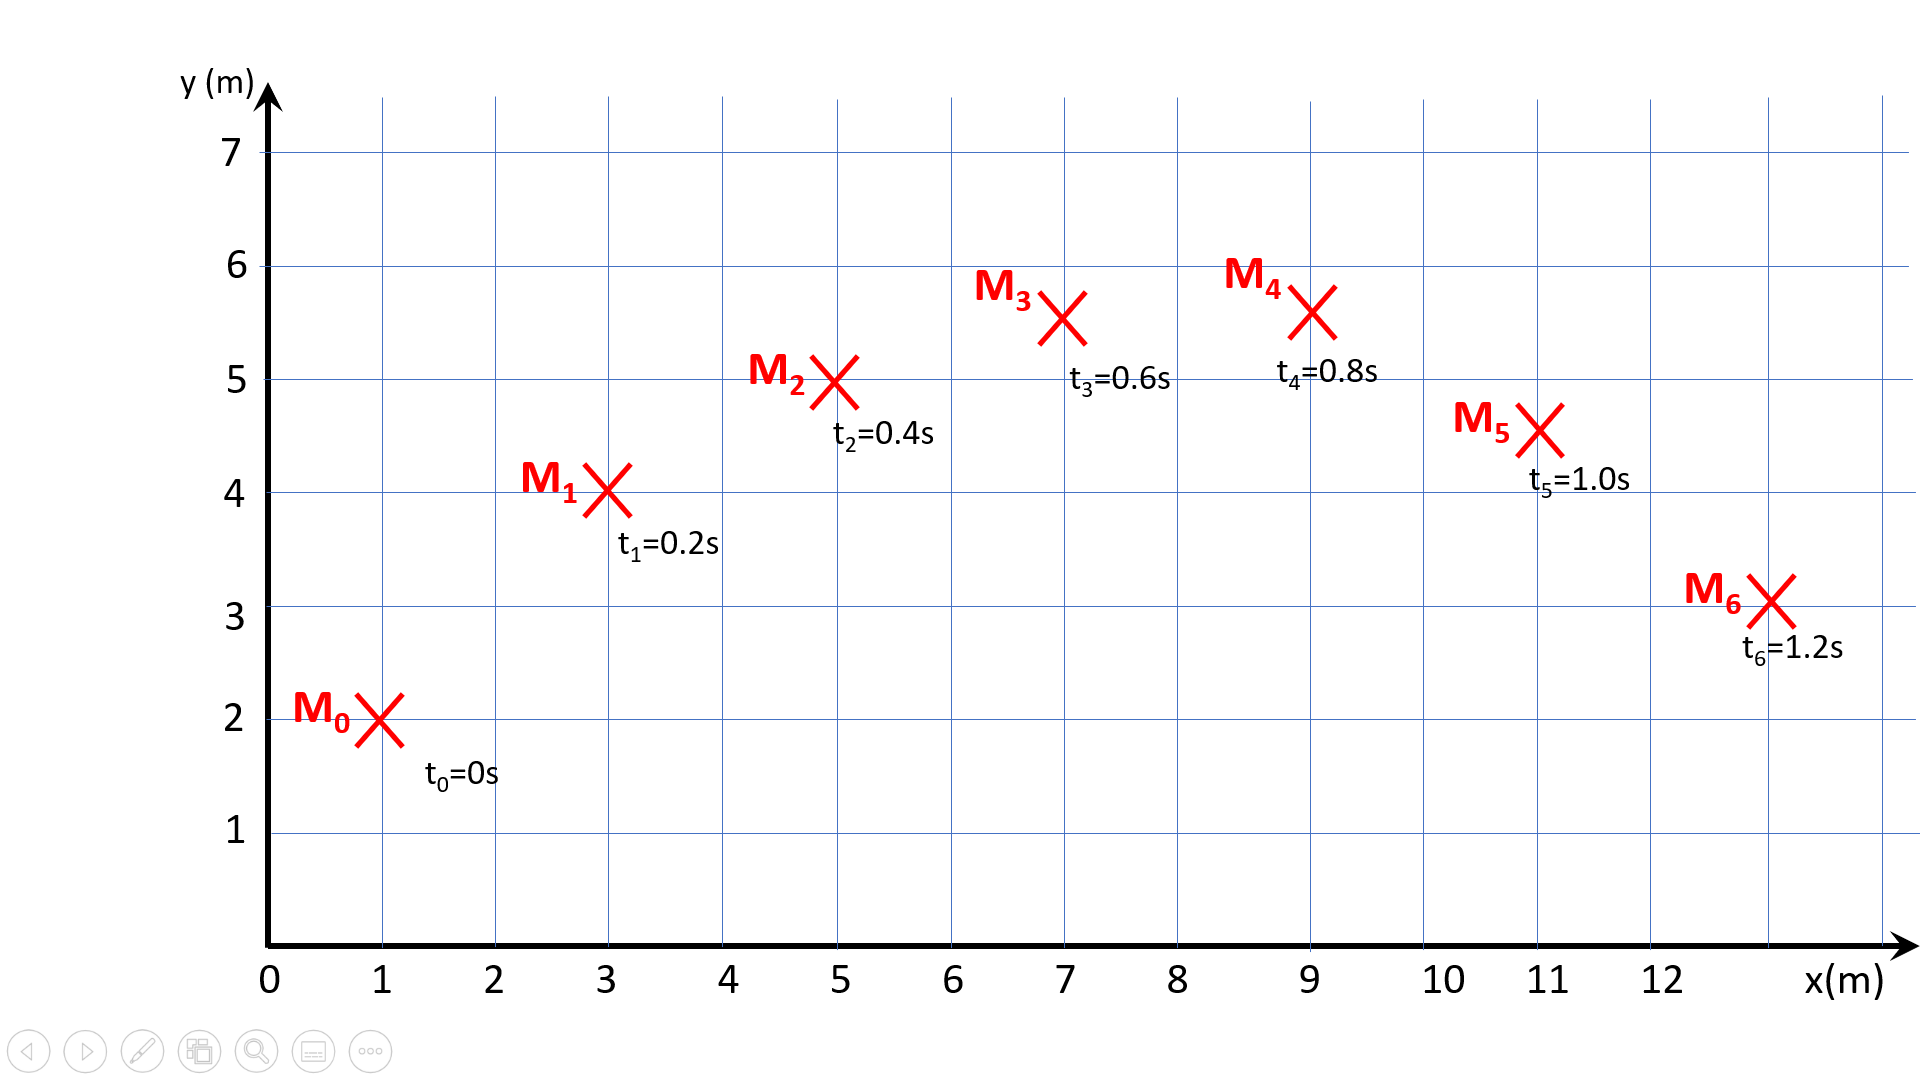 y (m)
7
6
5
4
3
2
1
M₀
t₀=0s
M₁
t₁=0.2s
M₂
t₂=0.4s
M₃
t₃=0.6s
M₄
t₄=0.8s
M₅
t₅=1.0s
M₆
t₆=1.2s
0 1 2 3 4 5 6 7 8 9 10 11 12 x(m)